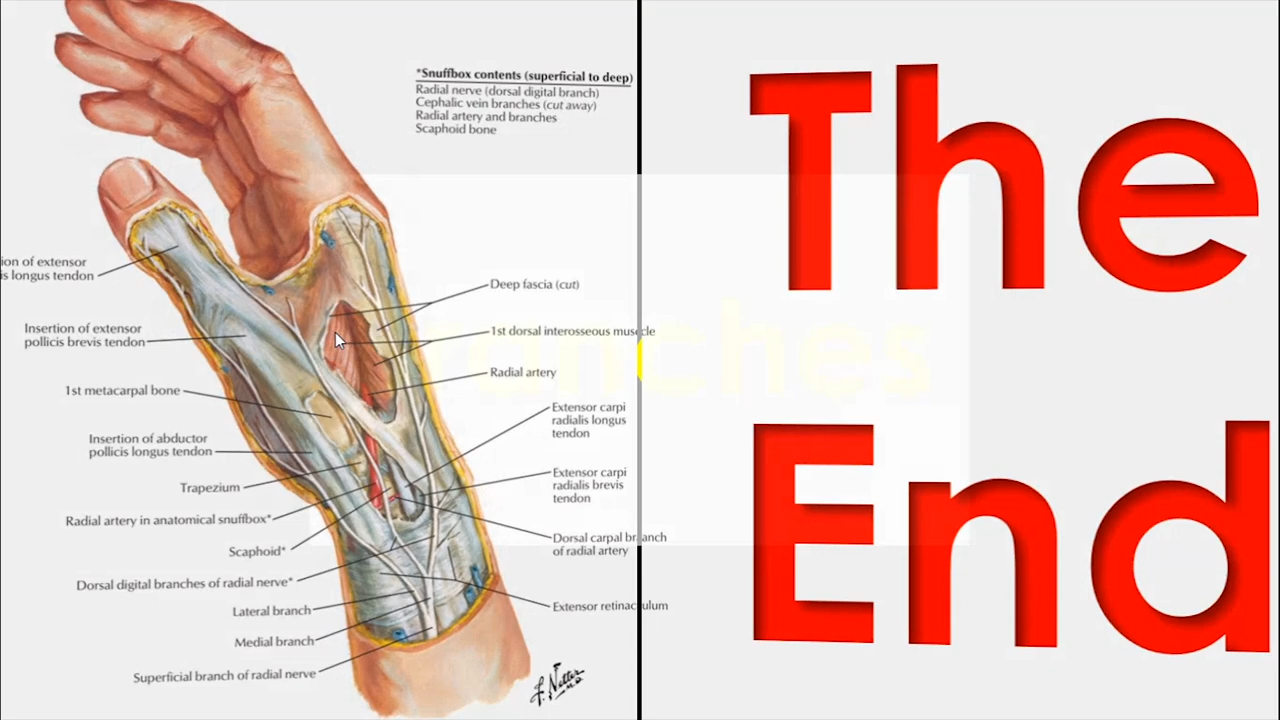 *Snuffbox contents (superficial to deep)
Radial nerve (dorsal digital branch)
Cephalic vein branches (cut away)
Radial artery and branches
Scaphoid bone
ion of extensor
is longus tendon
Insertion of extensor
pollicis brevis tendon
1st metacarpal bone
Insertion of abductor
pollicis longus tendon
Trapezium
Radial artery in anatomical snuffbox*
Scaphoid*
Dorsal digital branches of radial nerve*
Lateral branch
Medial branch
Superficial branch of radial nerve
Deep fascia (cut)
1st dorsal interosseous muscle
Radial artery
Extensor carpi
radialis longus
tendon
Extensor carpi
radialis brevis
tendon
Dorsal carpal branch
of radial artery
Extensor retinaculum
F. Netter
ranches
The
End